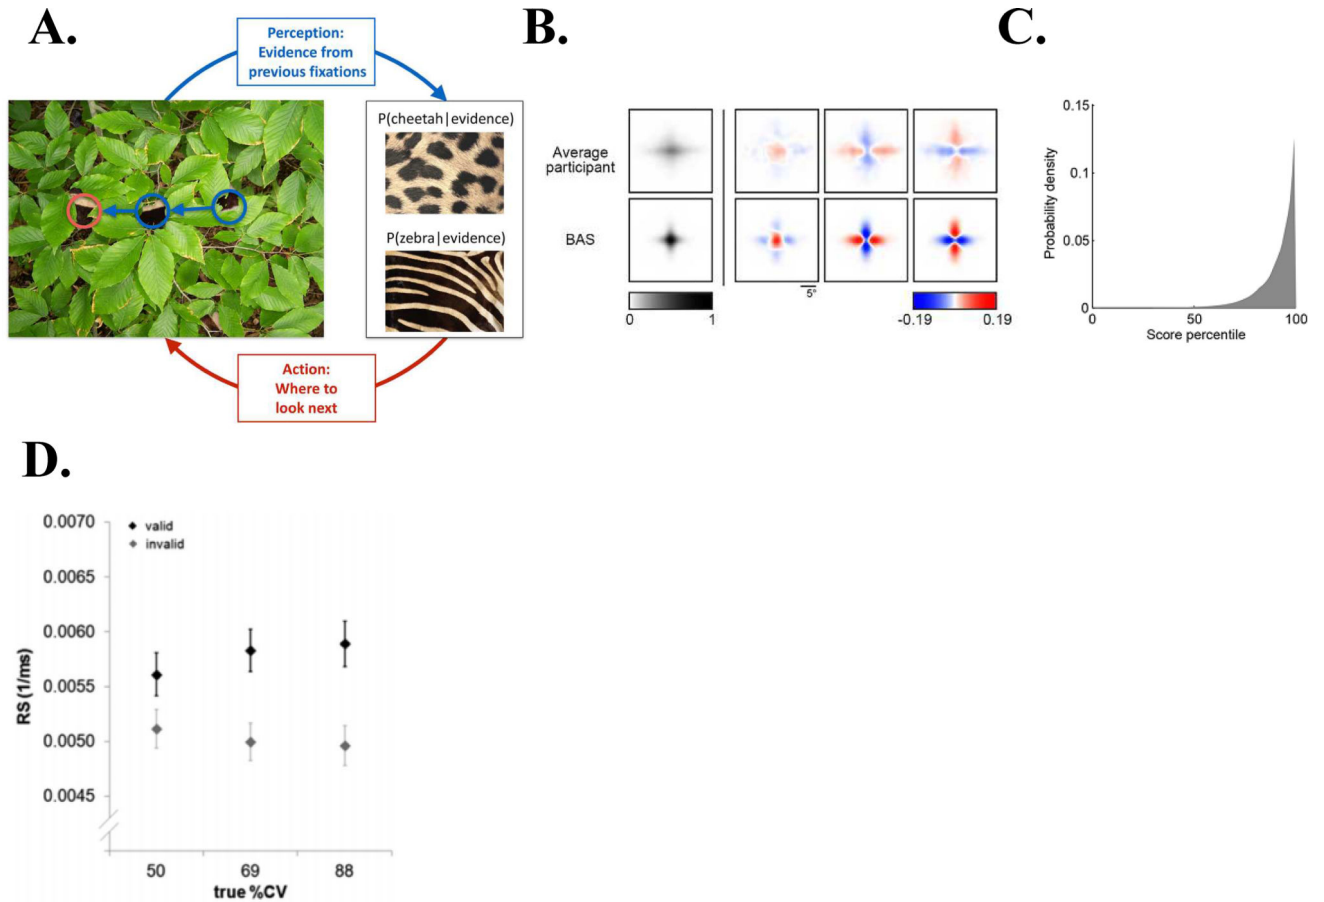 A.
Perception:
Evidence from
previous fixations
P(cheetah|evidence)
P(zebra|evidence)
Action:
Where to
look next
B.
Average
participant
BAS
0 1
5°
-0.19 0.19
C.
Probability density
0.15
0.1
0.05
0
0 50 100
Score percentile
D.
RS (1/ms)
0.0070
0.0065
0.0060
0.0055
0.0050
0.0045
valid
invalid
50 69 88
true %CV